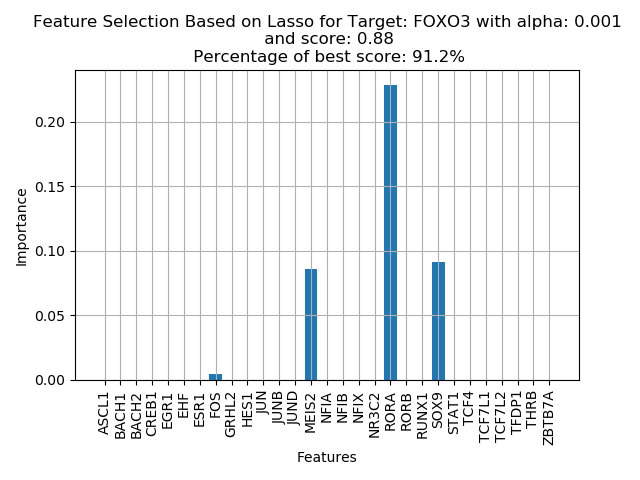 Feature Selection Based on Lasso for Target: FOXO3 with alpha: 0.001
and score: 0.88
Percentage of best score: 91.2%
0.20
0.15
0.10
0.05
0.00
Importance
ASCL1
BACH1
BACH2
CREB1
EGR1
EHF
ESR1
FOS
GRHL2
HES1
JUN
JUNB
JUND
MEIS2
NFIA
NFIB
NFIX
NR3C2
RORA
RORB
RUNX1
SOX9
STAT1
TCF4
TCF7L1
TCF7L2
TFDP1
THRB
ZBTB7A
Features